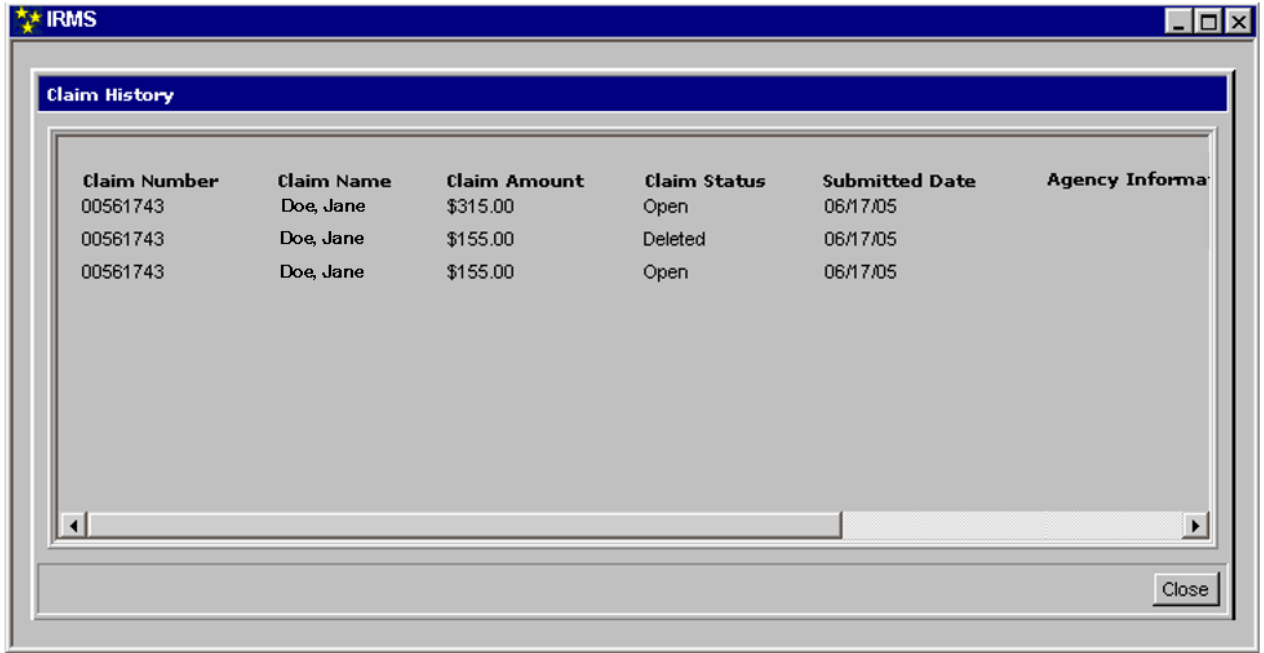 IRMS
Claim History
Claim Number Claim Name Claim Amount Claim Status Submitted Date Agency Informa
00561743 Doe, Jane $315.00 Open 06/17/05
00561743 Doe, Jane $155.00 Deleted 06/17/05
00561743 Doe, Jane $155.00 Open 06/17/05
Close